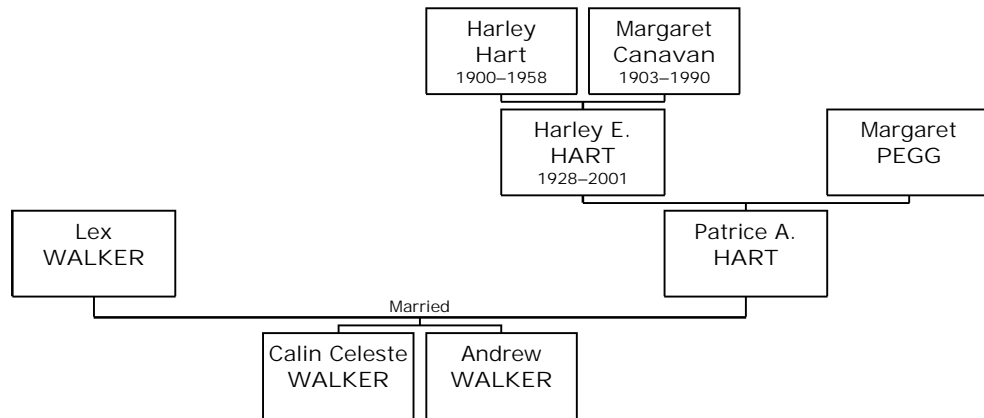 Harley
Hart
1900–1958
Margaret
Canavan
1903–1990
Harley E.
HART
1928–2001
Margaret
PEGG
Lex
WALKER
Patrice A.
HART
Married
Calin Celeste
WALKER
Andrew
WALKER